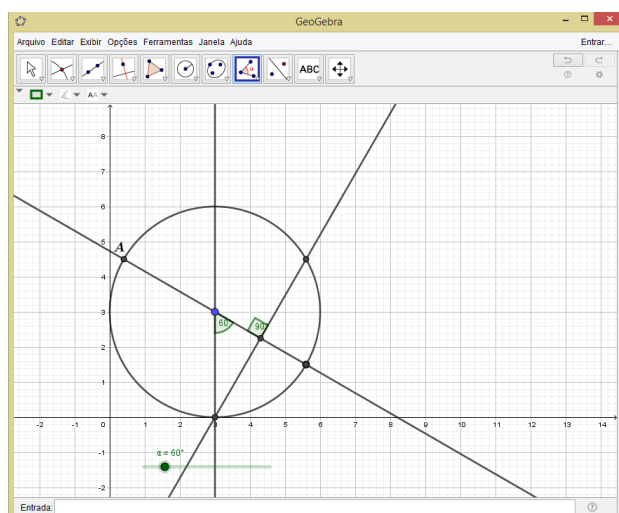 GeoGebra
Arquivo Editar Exibir Opções Ferramentas Janela Ajuda Entrar...
ABC
AA
8
7
6
5
A
4
3
60°
90°
2
1
-2 -1 0 1 2 3 4 5 6 7 8 9 10 11 12 13 14
-1
α = 60°
-2
Entrada: